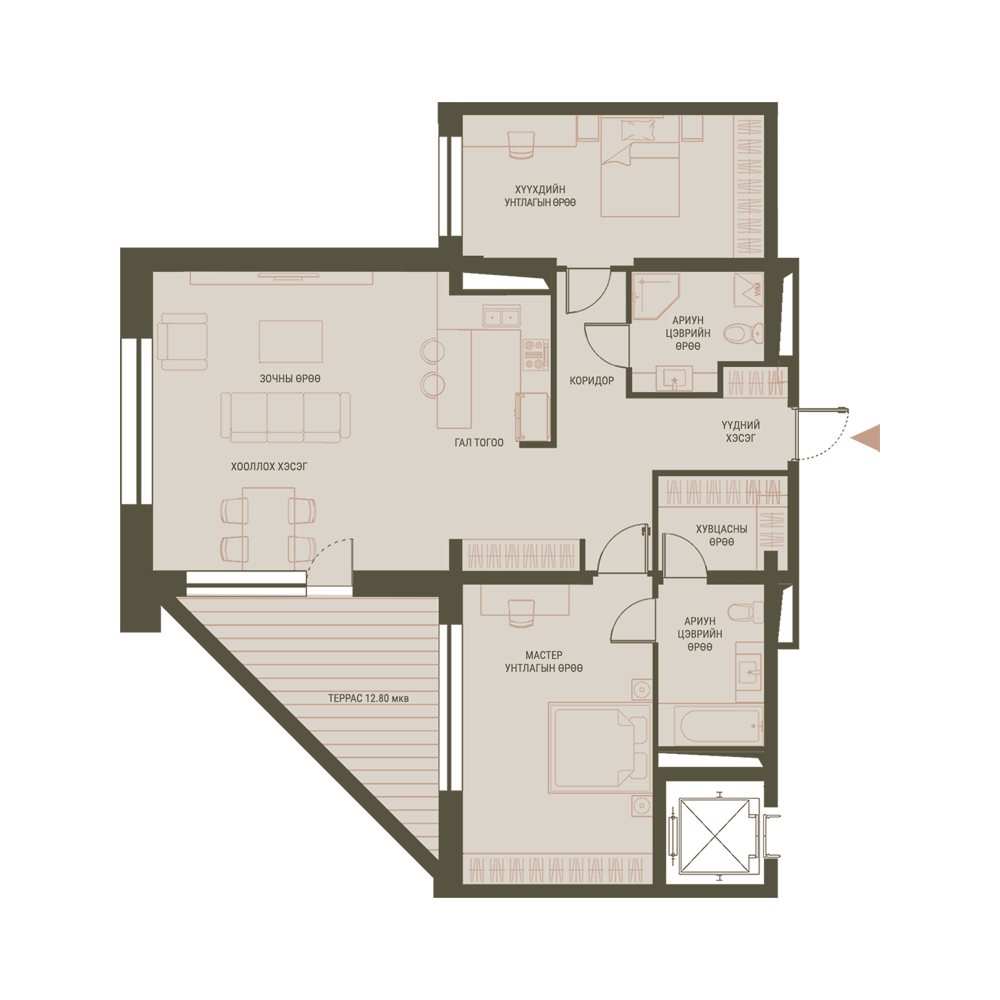 ХҮҮХДИЙН
УНТЛАГЫН ӨРӨӨ
WM
АРИУН
ЦЭВРИЙН
ӨРӨӨ
ЗОЧНЫ ӨРӨӨ
КОРИДОР
ҮҮДНИЙ
ХЭСЭГ
ГАЛ ТОГОО
ХООЛЛОХ ХЭСЭГ
ХУВЦАСНЫ
ӨРӨӨ
АРИУН
ЦЭВРИЙН
ӨРӨӨ
МАСТЕР
УНТЛАГЫН ӨРӨӨ
ТЕРРАС 12.80 мкв